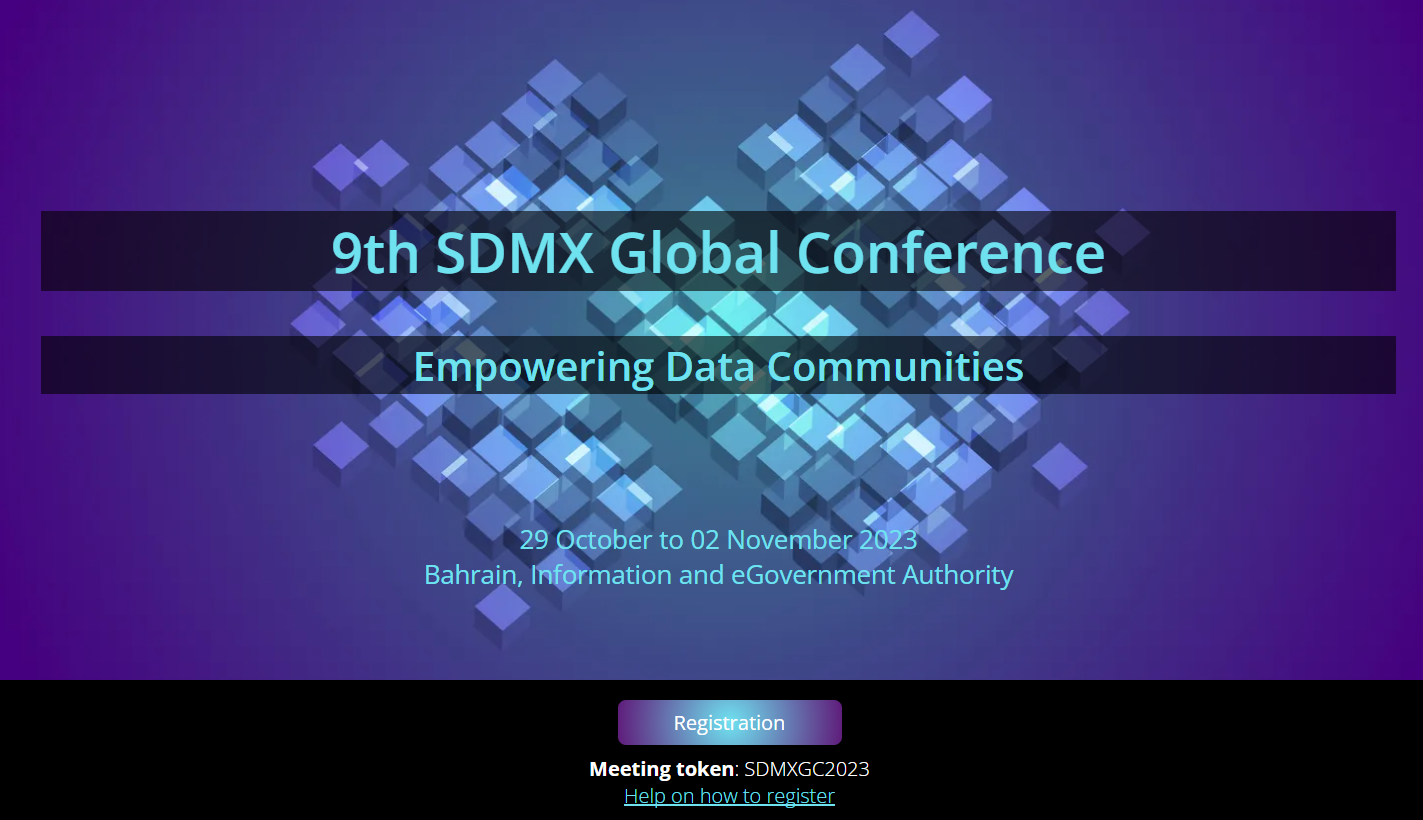 9th SDMX Global Conference
Empowering Data Communities
29 October to 02 November 2023
Bahrain, Information and eGovernment Authority
Registration
Meeting token: SDMXGC2023
Help on how to register